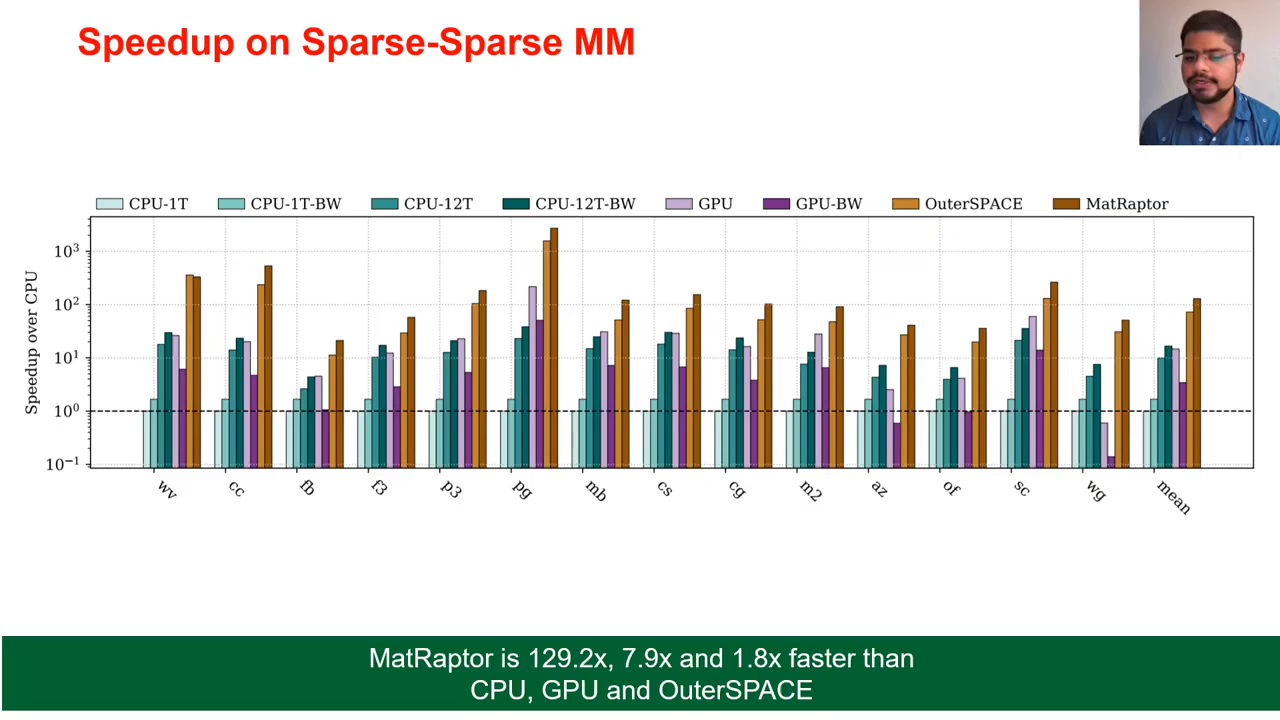 Speedup on Sparse-Sparse MM
CPU-1T CPU-1T-BW CPU-12T CPU-12T-BW GPU GPU-BW OuterSPACE MatRaptor
Speedup over CPU
10³
10²
10¹
10⁰
10⁻¹
wv cc fb f3 p3 pg mb cs cg m2 az of sc wg mean
MatRaptor is 129.2x, 7.9x and 1.8x faster than
CPU, GPU and OuterSPACE